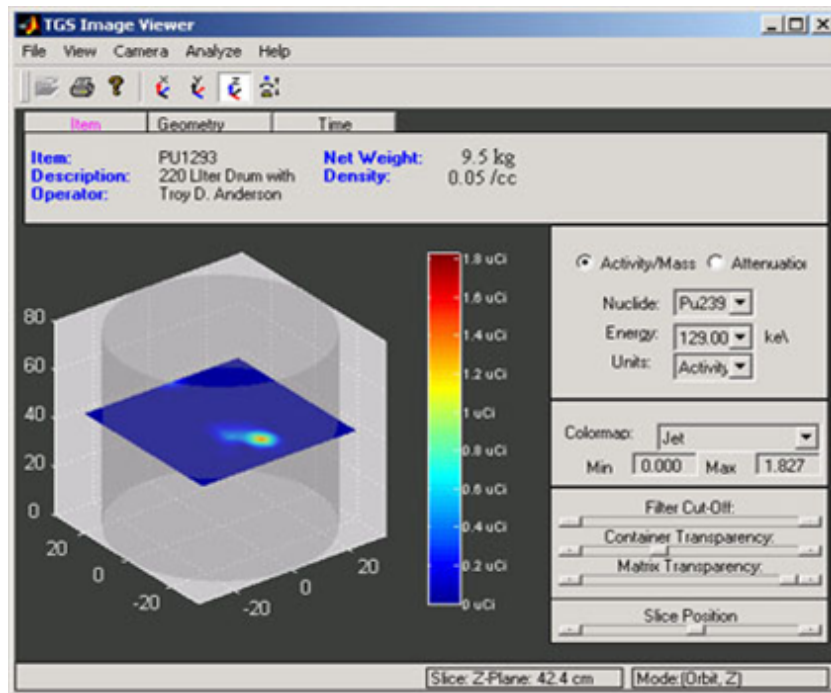 TGS Image Viewer
File View Camera Analyze Help
X Y Z
Item Geometry Time
Item: PU1293 Net Weight: 9.5 kg
Description: 220 LIter Drum with Density: 0.05 /cc
Operator: Troy D. Anderson
80
60
40
20
0
20
0
-20
-20
0
20
1.8 uCi
1.6 uCi
1.4 uCi
1.2 uCi
1 uCi
0.8 uCi
0.6 uCi
0.4 uCi
0.2 uCi
0 uCi
Activity/Mass Attenuation
Nuclide: Pu239
Energy: 129.00 ke\
Units: Activity
Colormap: Jet
Min 0.000 Max 1.827
Filter Cut-Off:
Container Transparency:
Matrix Transparency:
Slice Position
Slice: Z-Plane: 42.4 cm Mode:(Orbit, Z)